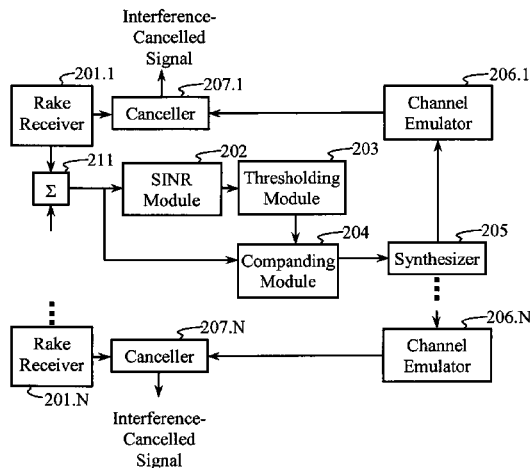 Interference-
Cancelled
Signal
201.1
207.1
206.1
Rake
Receiver
Canceller
Channel
Emulator
211
202
203
Σ
SINR
Module
Thresholding
Module
204
205
Companding
Module
Synthesizer
207.N
206.N
Rake
Receiver
Canceller
Channel
Emulator
201.N
Interference-
Cancelled
Signal